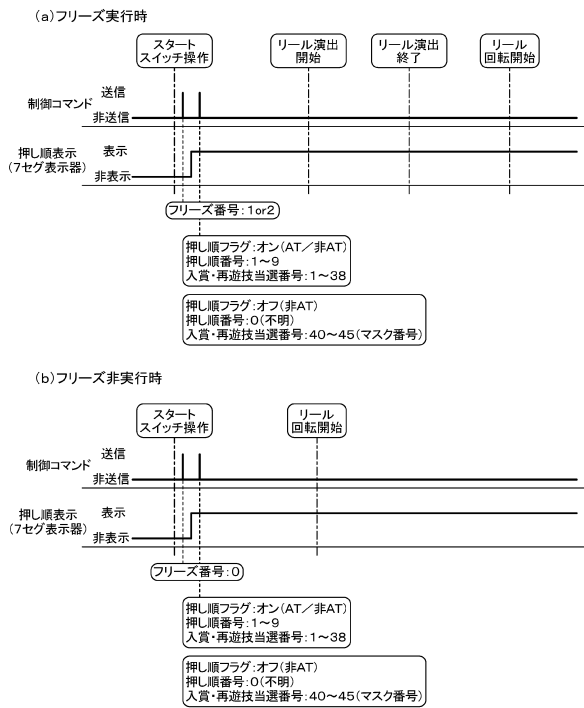 (a)フリーズ実行時
スタート
スイッチ操作
リール演出
開始
リール演出
終了
リール
回転開始
制御コマンド
送信
非送信
押し順表示
(7セグ表示器)
表示
非表示
フリーズ番号:1or2
押し順フラグ:オン(AT/非AT)
押し順番号:1～9
入賞・再遊技当選番号:1～38
押し順フラグ:オフ(非AT)
押し順番号:0(不明)
入賞・再遊技当選番号:40～45(マスク番号)
(b)フリーズ非実行時
スタート
スイッチ操作
リール
回転開始
制御コマンド
送信
非送信
押し順表示
(7セグ表示器)
表示
非表示
フリーズ番号:0
押し順フラグ:オン(AT/非AT)
押し順番号:1～9
入賞・再遊技当選番号:1～38
押し順フラグ:オフ(非AT)
押し順番号:0(不明)
入賞・再遊技当選番号:40～45(マスク番号)